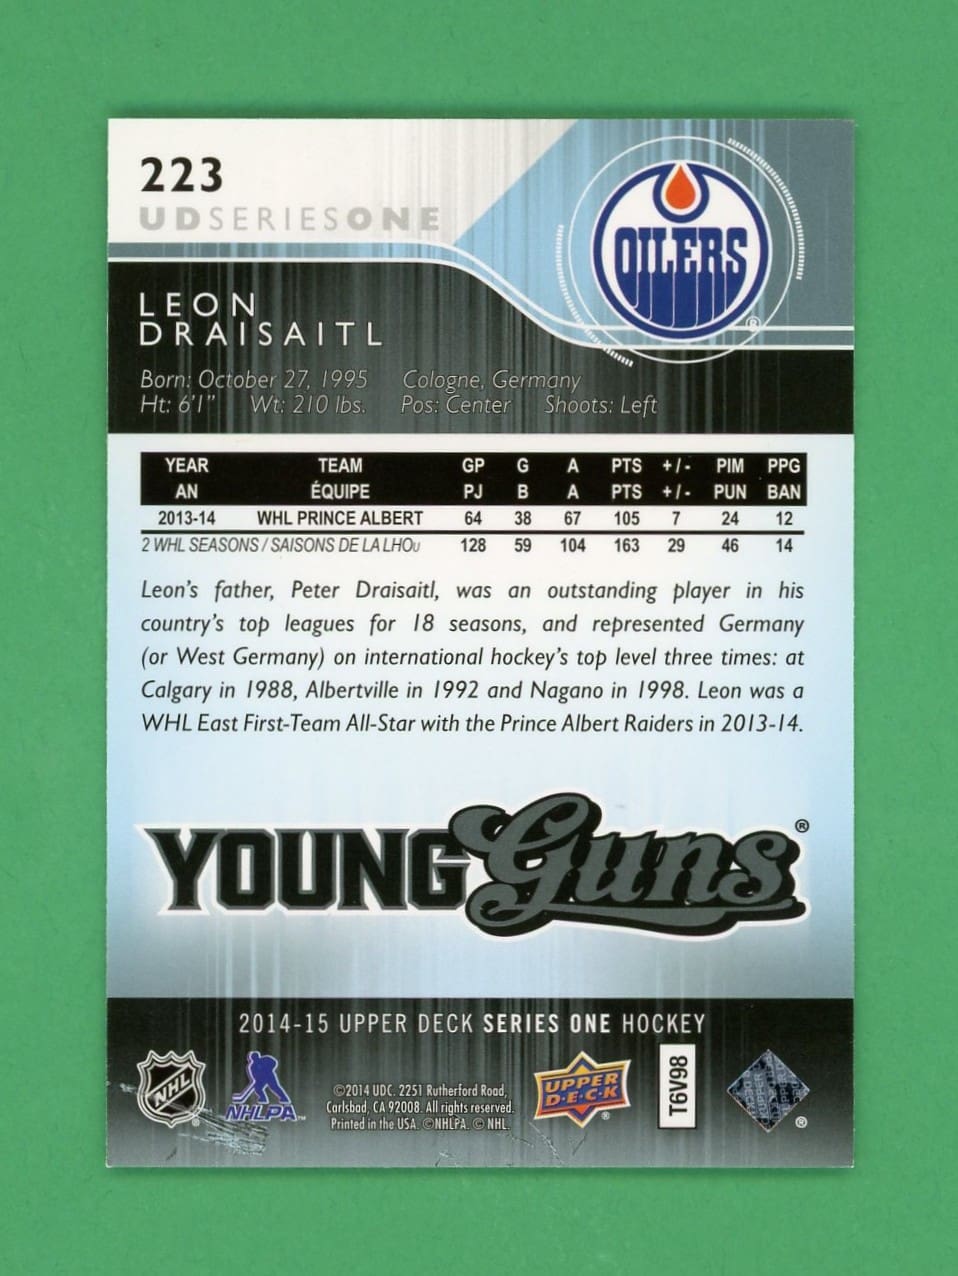 223
UD SERIES ONE
OILERS
®
LEON
DRAISAITL
Born: October 27, 1995 Cologne, Germany
Ht: 6'1" Wt: 210 lbs. Pos: Center Shoots: Left
YEAR TEAM GP G A PTS +/- PIM PPG
AN ÉQUIPE PJ B A PTS +/- PUN BAN
2013-14 WHL PRINCE ALBERT 64 38 67 105 7 24 12
2 WHL SEASONS / SAISONS DE LA LHOu 128 59 104 163 29 46 14
Leon's father, Peter Draisaitl, was an outstanding player in his
country's top leagues for 18 seasons, and represented Germany
(or West Germany) on international hockey's top level three times: at
Calgary in 1988, Albertville in 1992 and Nagano in 1998. Leon was a
WHL East First-Team All-Star with the Prince Albert Raiders in 2013-14.
YOUNG Guns®
2014-15 UPPER DECK SERIES ONE HOCKEY
NHL®
NHLPA™
©2014 UDC. 2251 Rutherford Road,
Carlsbad, CA 92008. All rights reserved.
Printed in the USA. ©NHLPA. © NHL.
UPPER
D•E•C•K®
T6V98
®